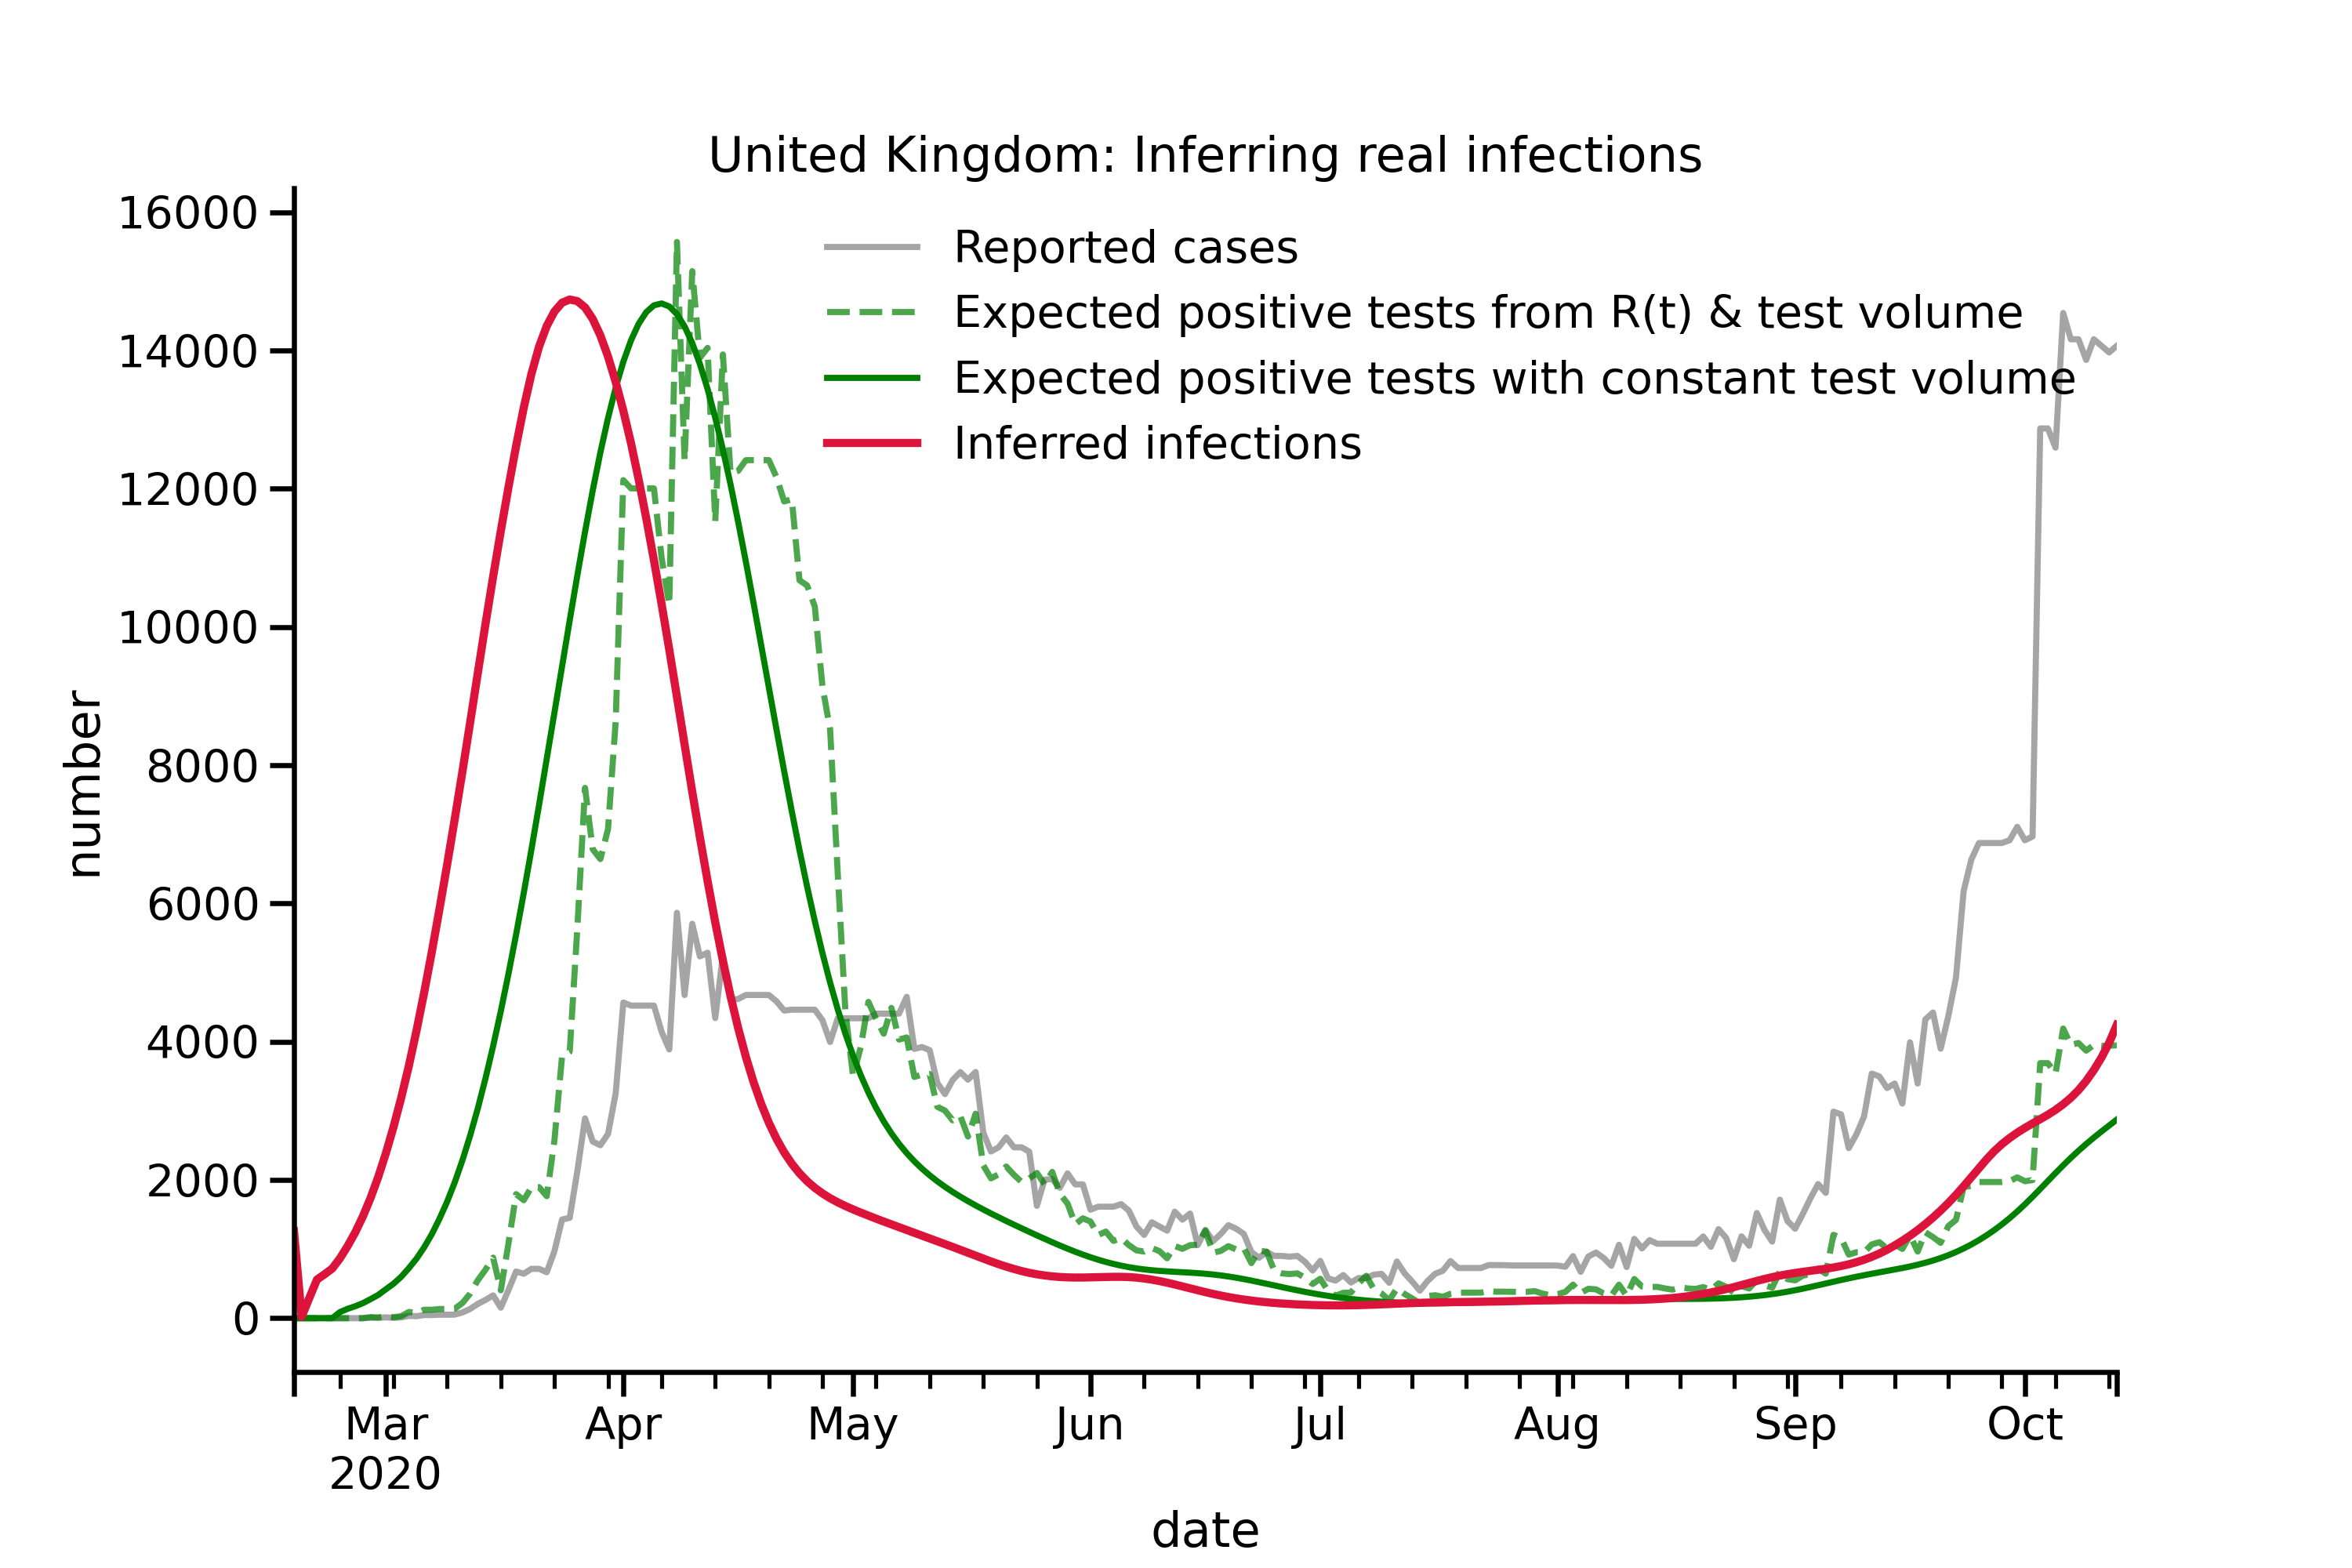 United Kingdom: Inferring real infections
Reported cases
Expected positive tests from R(t) & test volume
Expected positive tests with constant test volume
Inferred infections
number
16000
14000
12000
10000
8000
6000
4000
2000
0
Mar Apr May Jun Jul Aug Sep Oct
2020
date